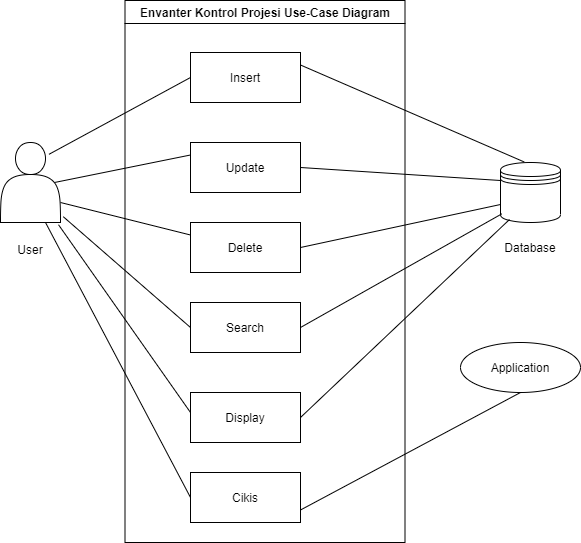 Envanter Kontrol Projesi Use-Case Diagram
Insert
Update
Delete
Search
Display
Cikis
User
Database
Application